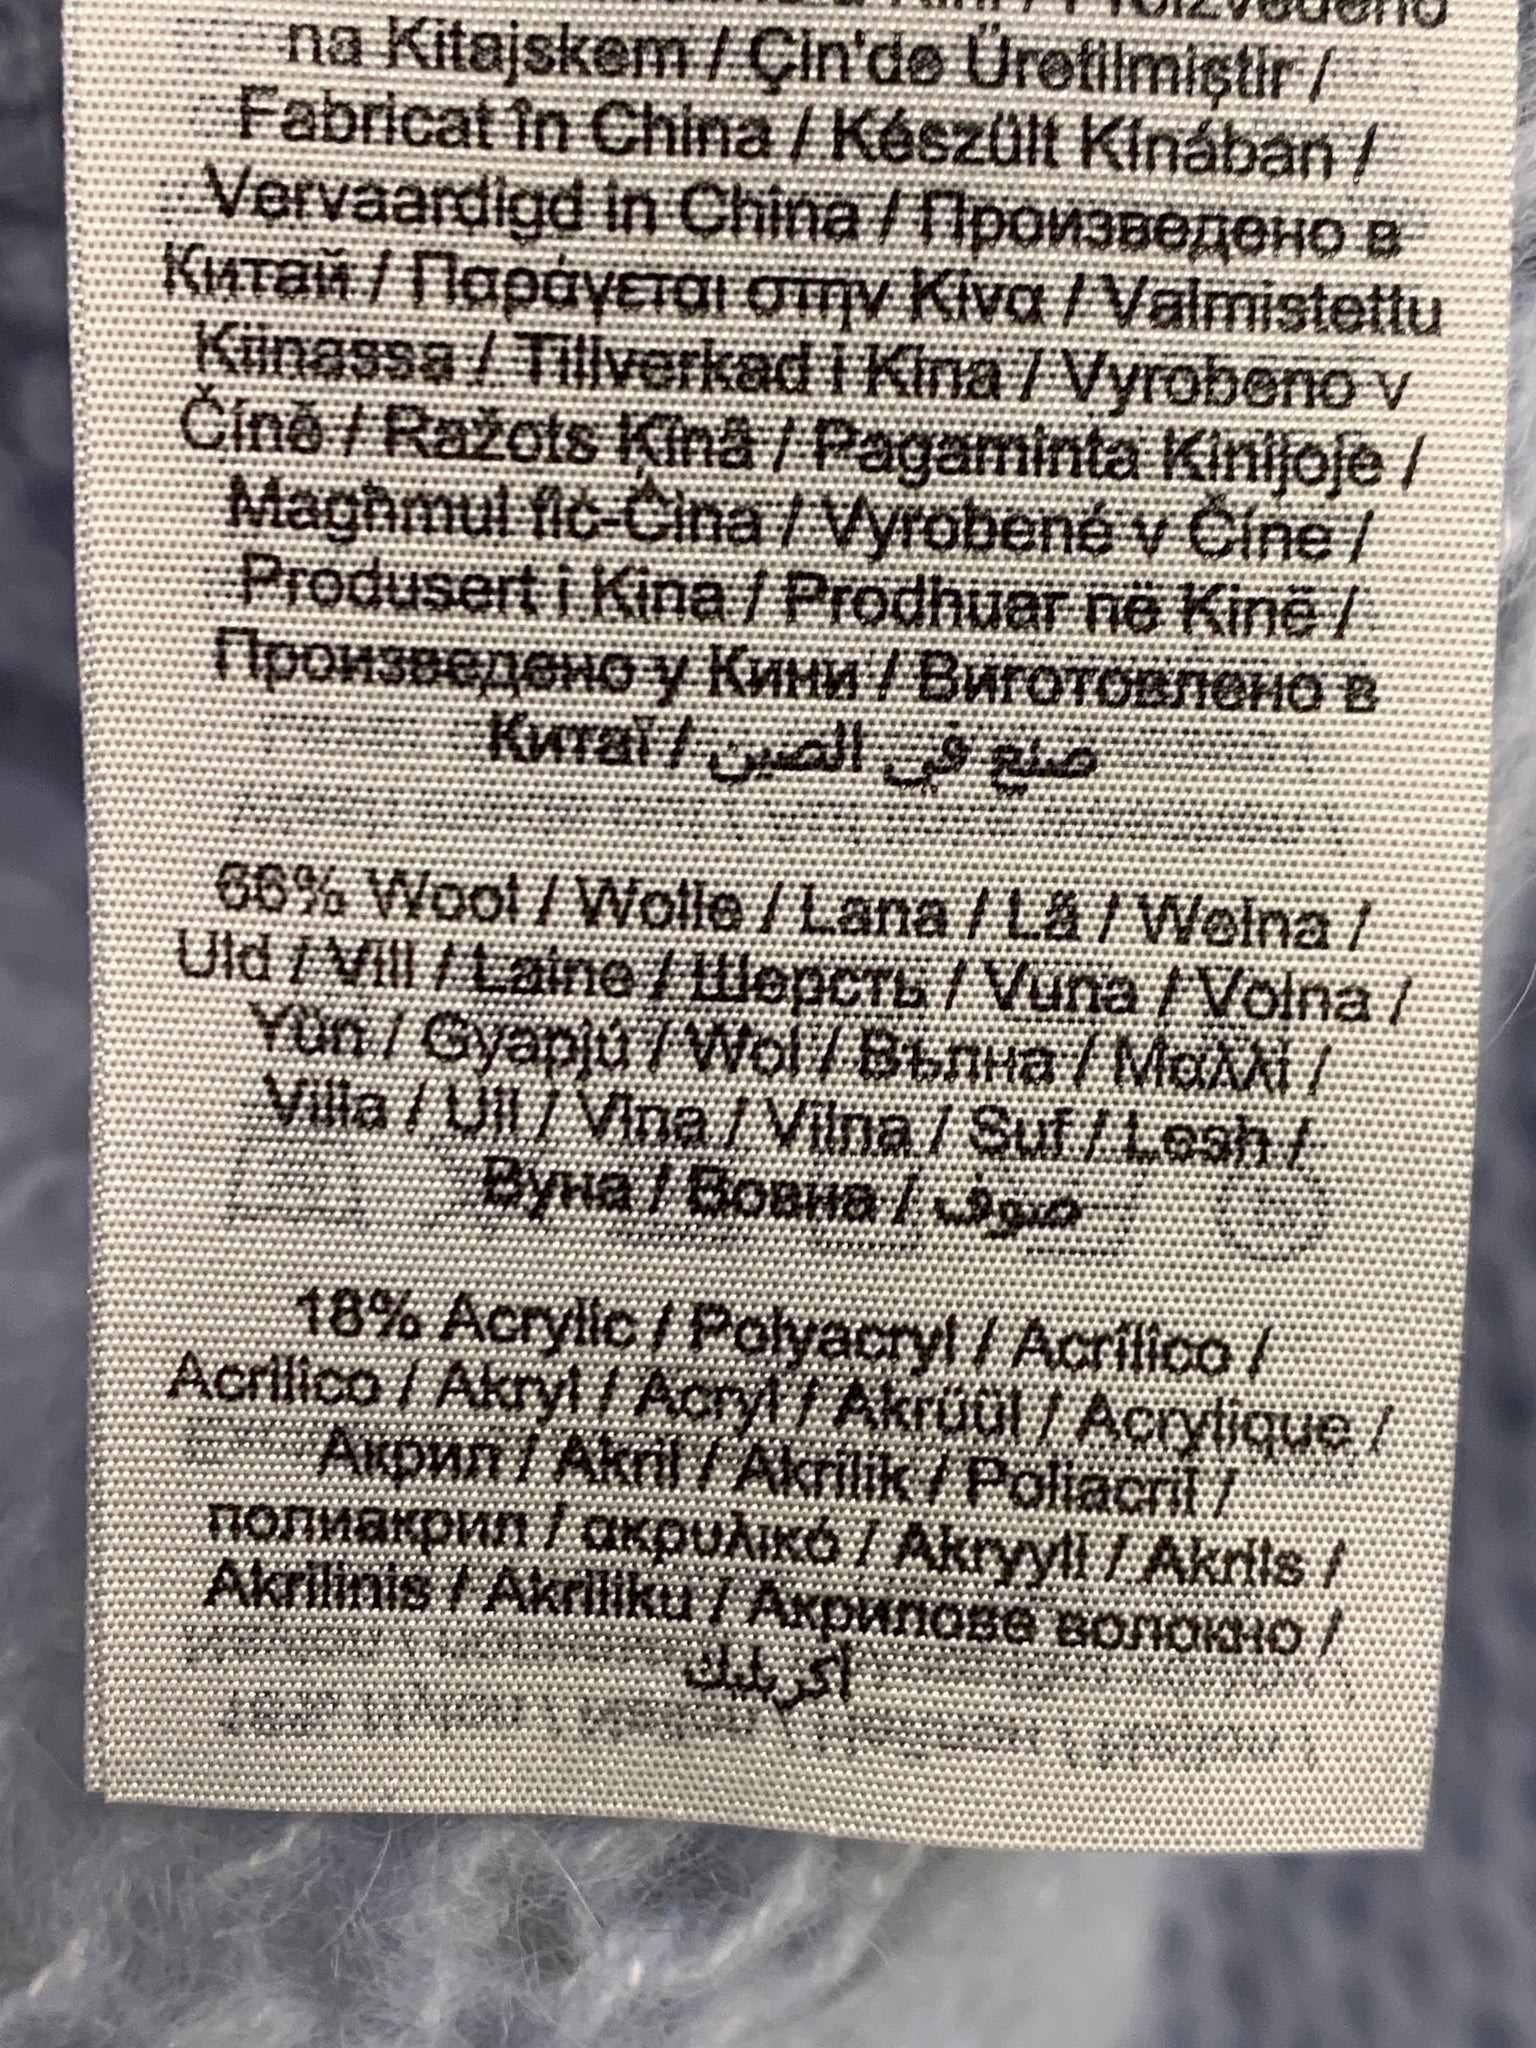 Proizvedeno
na Kitajskem / Çin'de Üretilmiştir /
Fabricat în China / Készült Kínában /
Vervaardigd in China / Произведено в
Китай / Παράγεται στην Κίνα / Valmistettu
Kiinassa / Tillverkad i Kina / Vyrobeno v
Číně / Ražots Ķīnā / Pagaminta Kinijoje /
Magħmul fiċ-Ċina / Vyrobené v Číne /
Produsert i Kina / Prodhuar në Kinë /
Произведено у Кини / Виготовлено в
Китаї / صنع في الصين
66% Wool / Wolle / Lana / Lã / Wełna /
Uld / Vill / Laine / Шерсть / Vuna / Volna /
Yün / Gyapjú / Wol / Вълна / Μαλλί /
Villa / Ull / Vlna / Vilna / Suf / Lesh /
Вуна / Вовна / صوف
18% Acrylic / Polyacryl / Acrílico /
Acrilico / Akryl / Acryl / Akrüül / Acrylique /
Акрил / Akril / Akrilik / Poliacril /
полиакрил / ακρυλικό / Akryyli / Akrils /
Akrilinis / Akriliku / Акрилове волокно /
أكريليك